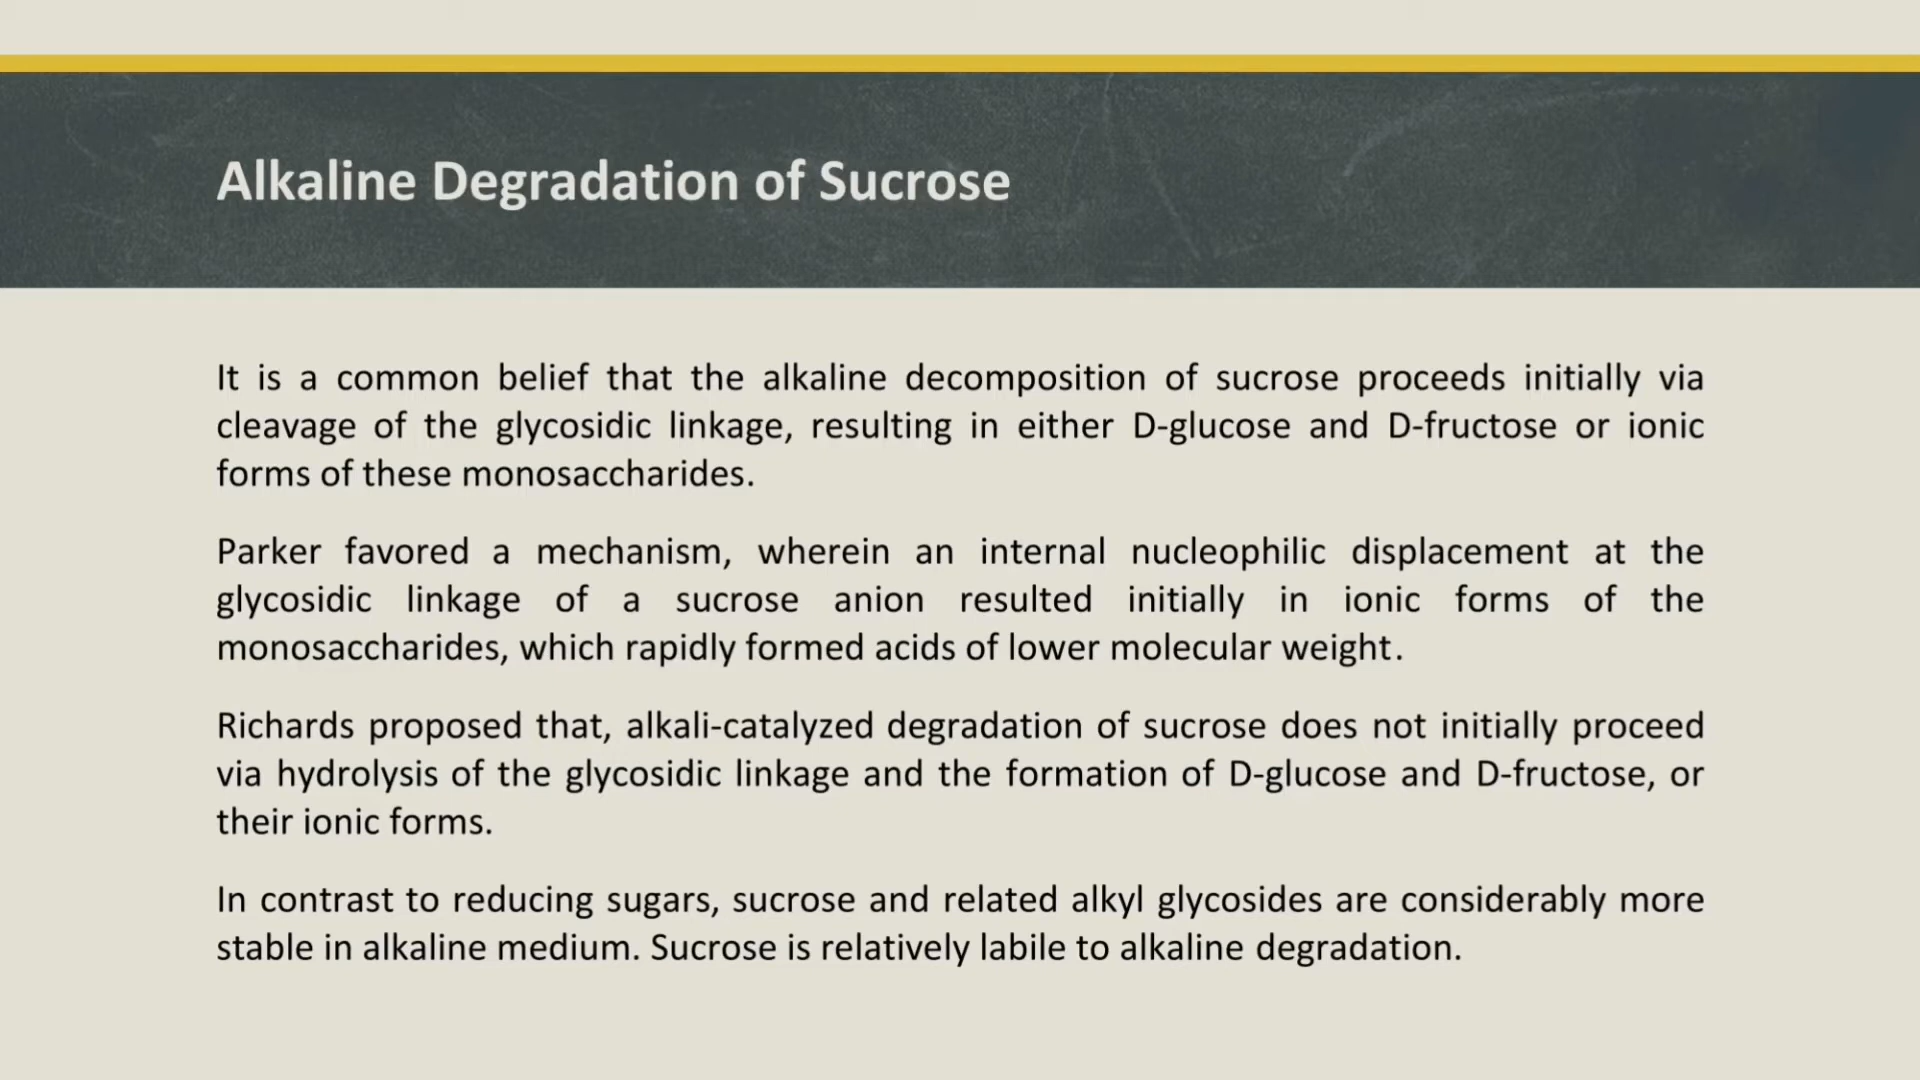 Alkaline Degradation of Sucrose
It is a common belief that the alkaline decomposition of sucrose proceeds initially via
cleavage of the glycosidic linkage, resulting in either D-glucose and D-fructose or ionic
forms of these monosaccharides.
Parker favored a mechanism, wherein an internal nucleophilic displacement at the
glycosidic linkage of a sucrose anion resulted initially in ionic forms of the
monosaccharides, which rapidly formed acids of lower molecular weight.
Richards proposed that, alkali-catalyzed degradation of sucrose does not initially proceed
via hydrolysis of the glycosidic linkage and the formation of D-glucose and D-fructose, or
their ionic forms.
In contrast to reducing sugars, sucrose and related alkyl glycosides are considerably more
stable in alkaline medium. Sucrose is relatively labile to alkaline degradation.